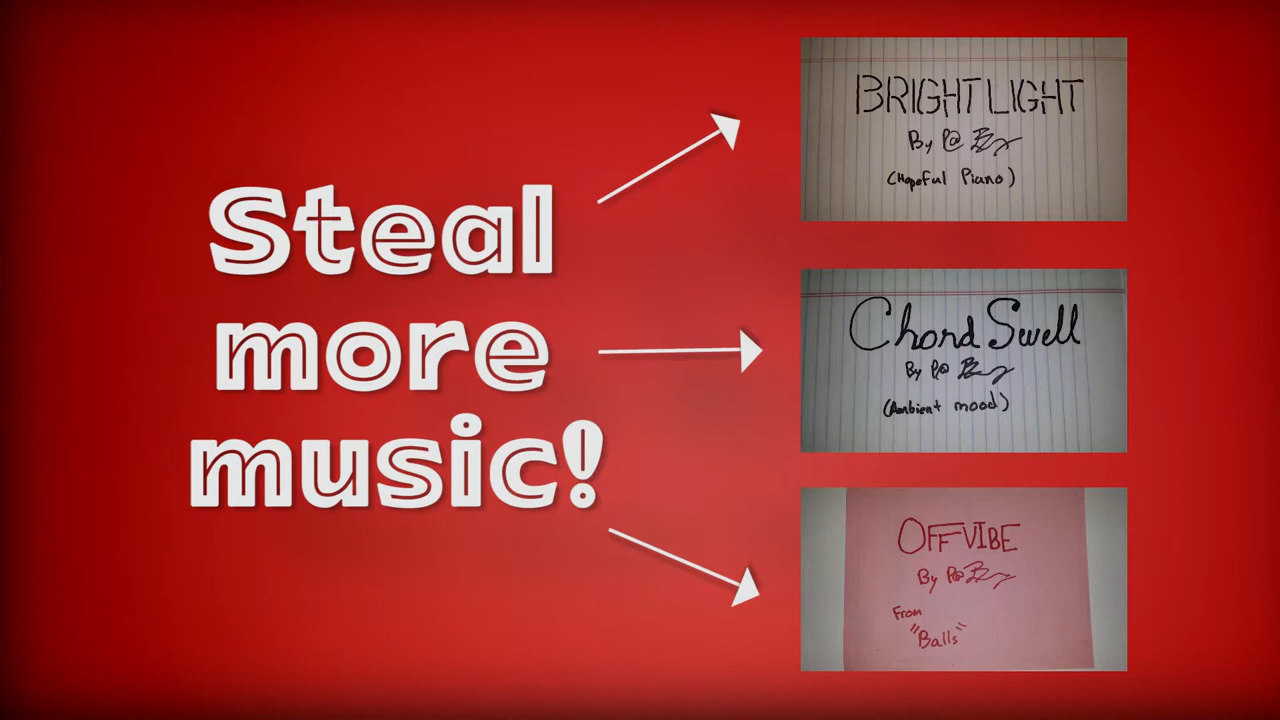 Steal
more
music!
BRIGHT LIGHT
By P@
(Hopeful Piano)
Chord Swell
By P@
(Ambient mood)
OFFVIBE
By P@
From
"Balls"